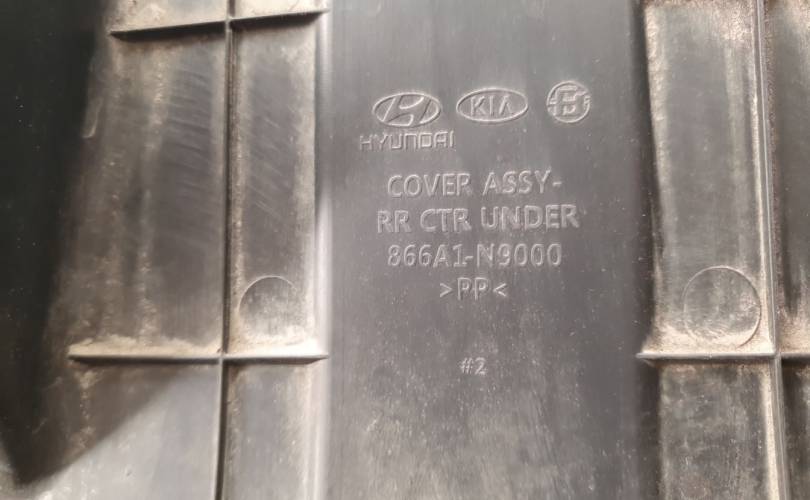 KIA
HYUNDAI
COVER ASSY-
RR CTR UNDER
866A1-N9000
>PP<
#2